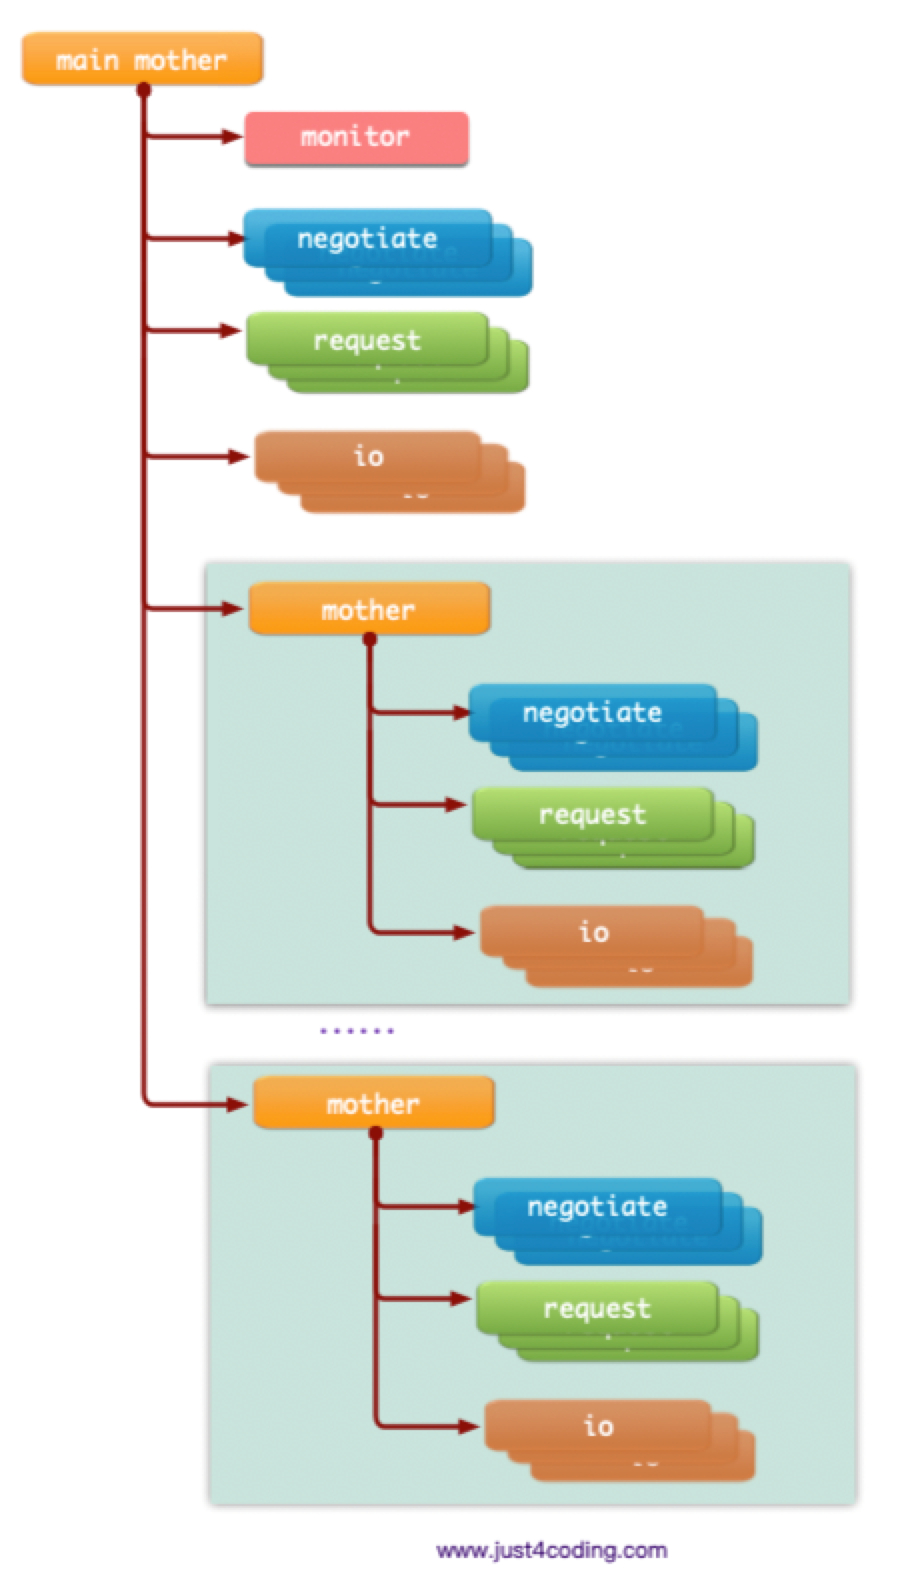 main mother
monitor
negotiate
request
io
mother
negotiate
request
io
......
mother
negotiate
request
io
www.just4coding.com